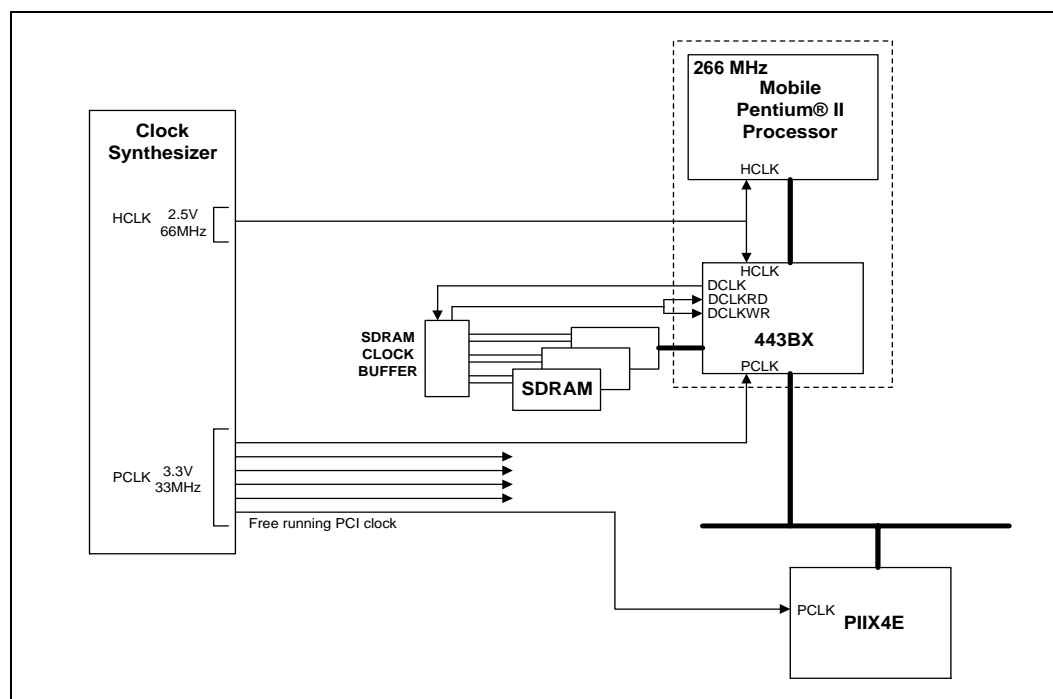 266 MHz
Mobile
Pentium® II
Processor
HCLK
Clock
Synthesizer
HCLK 2.5V
66MHz
HCLK
DCLK
DCLKRD
DCLKWR
443BX
PCLK
SDRAM
CLOCK
BUFFER
SDRAM
PCLK 3.3V
33MHz
Free running PCI clock
PCLK
PIIX4E